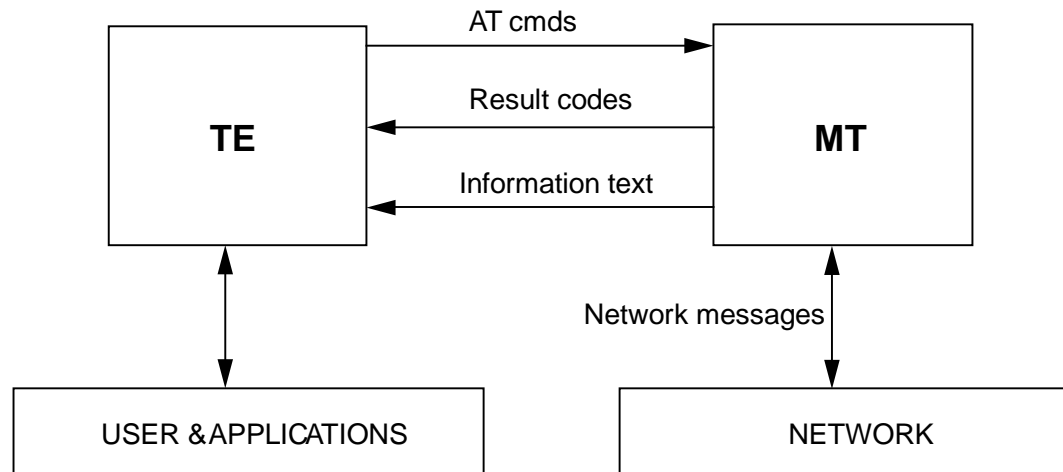 AT cmds
Result codes
TE
MT
Information text
Network messages
USER & APPLICATIONS
NETWORK